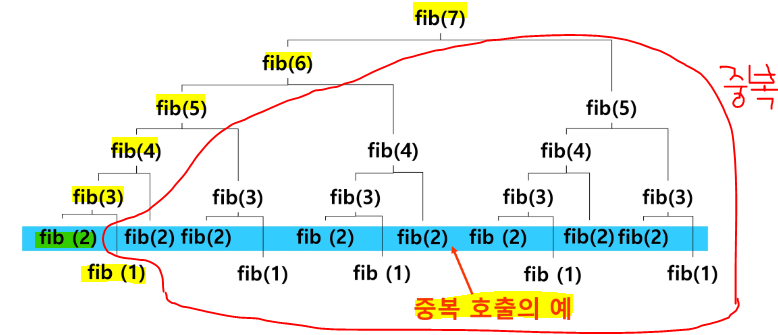 fib(7)
fib(6)
중복
fib(5) fib(5)
fib(4) fib(4) fib(4)
fib(3) fib(3) fib(3) fib(3) fib(3)
fib (2) fib(2) fib(2) fib (2) fib(2) fib (2) fib(2) fib(2)
fib (1) fib(1) fib (1) fib (1) fib(1)
중복 호출의 예